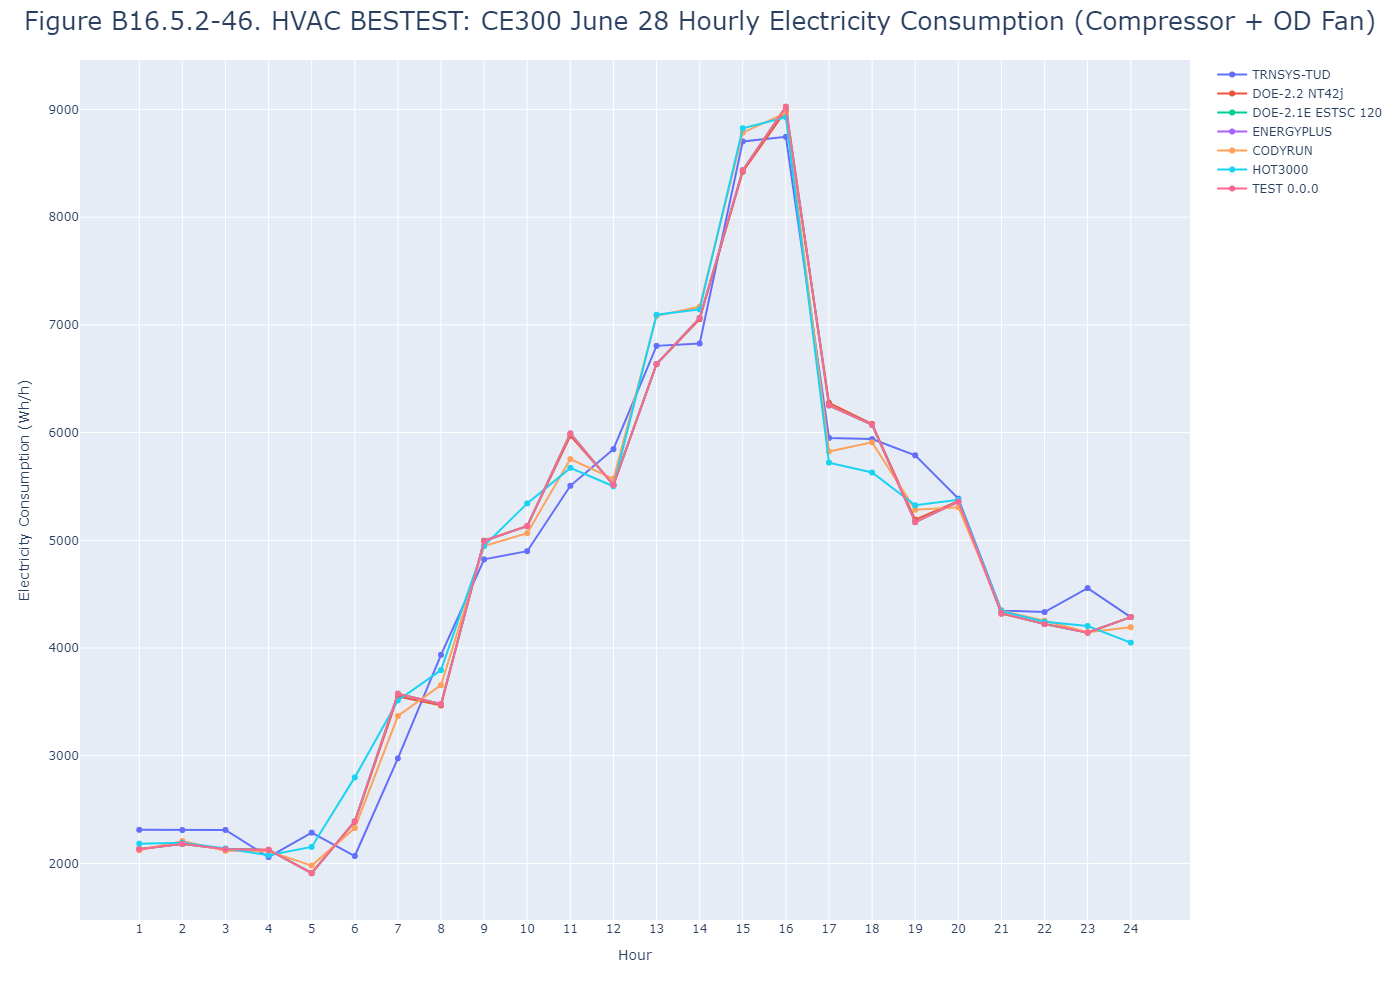 Figure B16.5.2-46. HVAC BESTEST: CE300 June 28 Hourly Electricity Consumption (Compressor + OD Fan)
TRNSYS-TUD
DOE-2.2 NT42j
DOE-2.1E ESTSC 120
ENERGYPLUS
CODYRUN
HOT3000
TEST 0.0.0
Electricity Consumption (Wh/h)
9000
8000
7000
6000
5000
4000
3000
2000
1 2 3 4 5 6 7 8 9 10 11 12 13 14 15 16 17 18 19 20 21 22 23 24
Hour